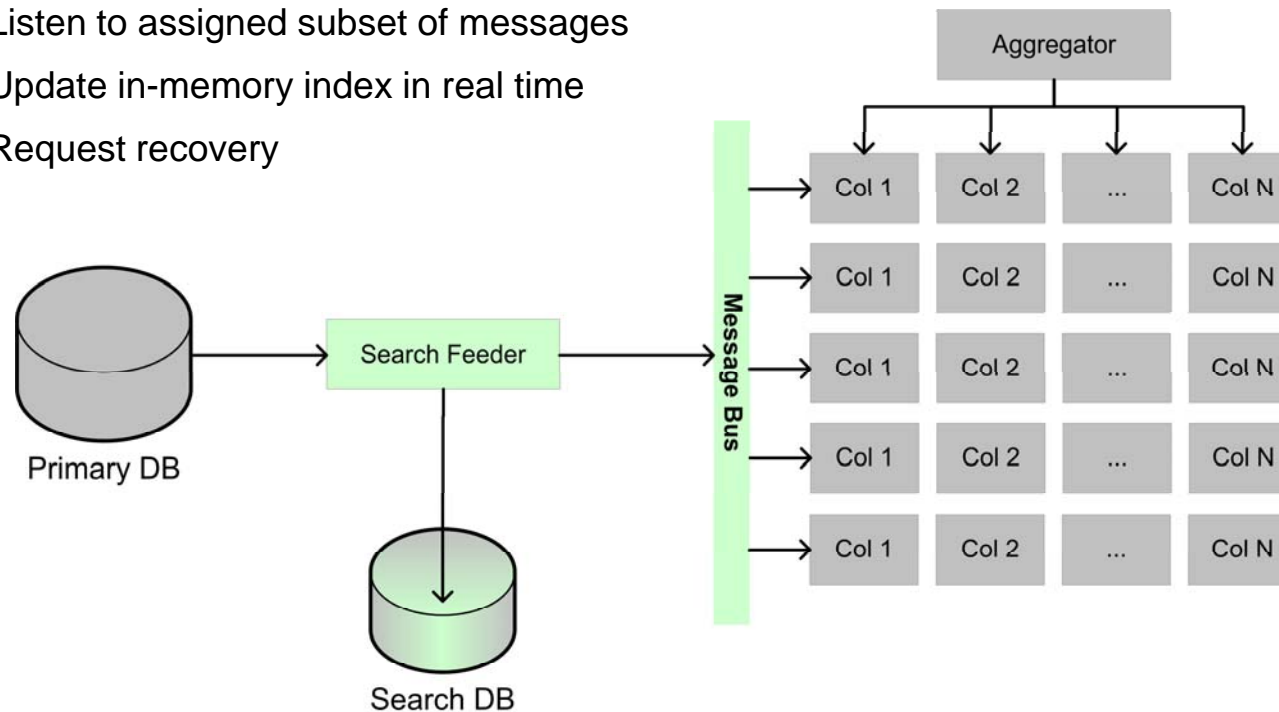 Listen to assigned subset of messages
Update in-memory index in real time
Request recovery
Aggregator
Col 1 Col 2 ... Col N
Col 1 Col 2 ... Col N
Col 1 Col 2 ... Col N
Col 1 Col 2 ... Col N
Col 1 Col 2 ... Col N
Message Bus
Search Feeder
Primary DB
Search DB